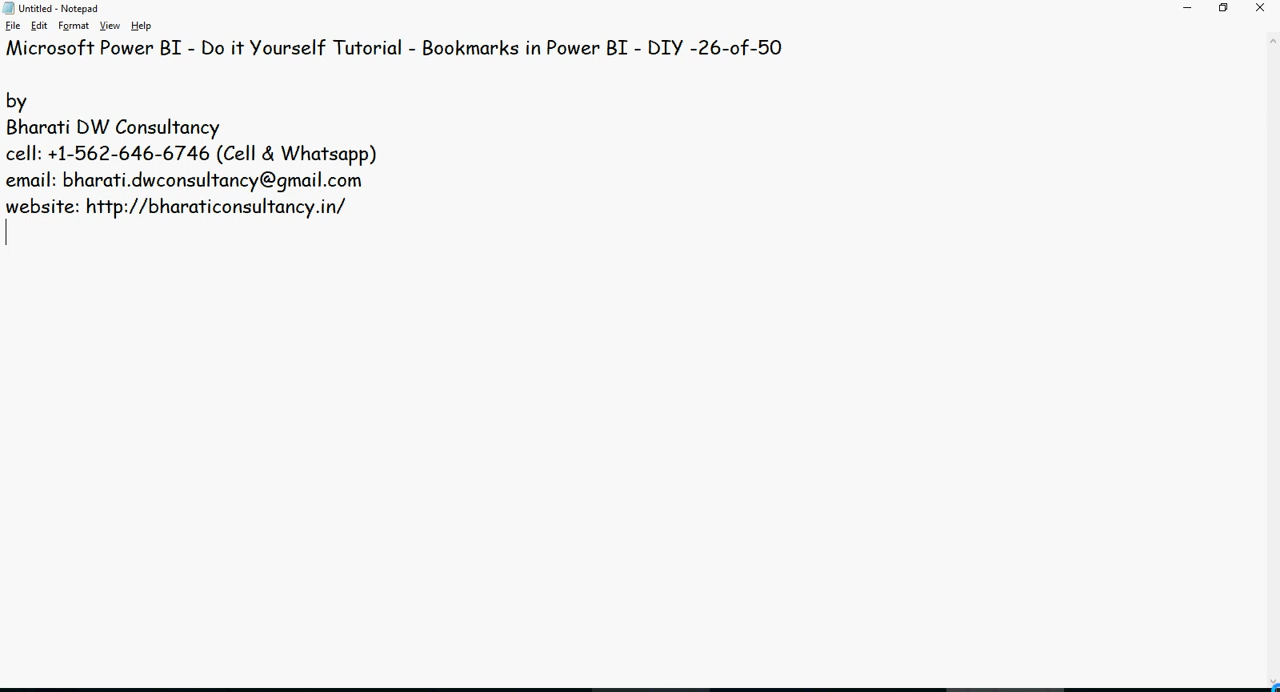 Untitled - Notepad
File Edit Format View Help
Microsoft Power BI - Do it Yourself Tutorial - Bookmarks in Power BI - DIY -26-of-50
by
Bharati DW Consultancy
cell: +1-562-646-6746 (Cell & Whatsapp)
email: bharati.dwconsultancy@gmail.com
website: http://bharaticonsultancy.in/